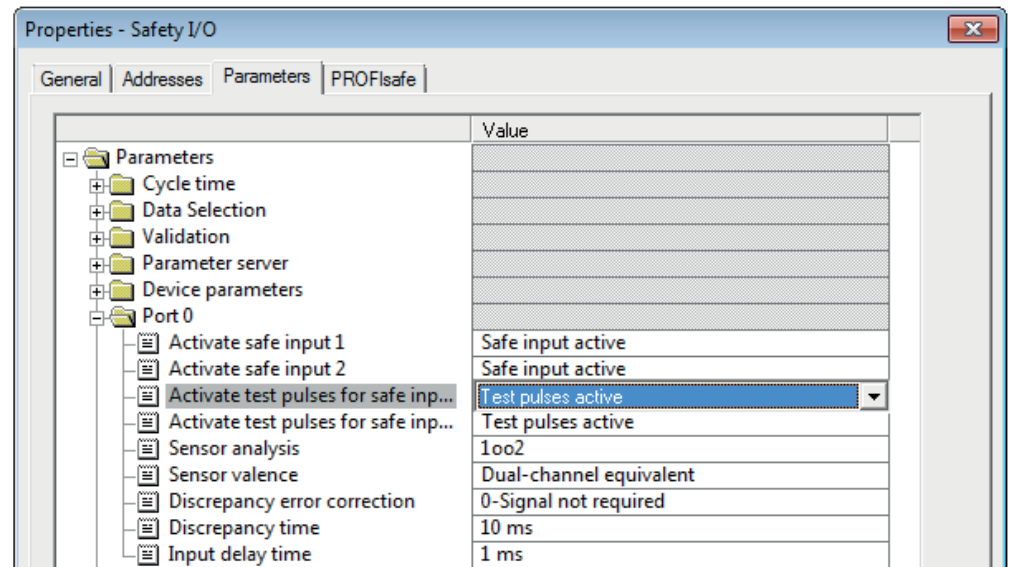 Properties - Safety I/O
General Addresses Parameters PROFIsafe
Value
Parameters
Cycle time
Data Selection
Validation
Parameter server
Device parameters
Port 0
Activate safe input 1 Safe input active
Activate safe input 2 Safe input active
Activate test pulses for safe inp... Test pulses active
Activate test pulses for safe inp... Test pulses active
Sensor analysis 1oo2
Sensor valence Dual-channel equivalent
Discrepancy error correction 0-Signal not required
Discrepancy time 10 ms
Input delay time 1 ms